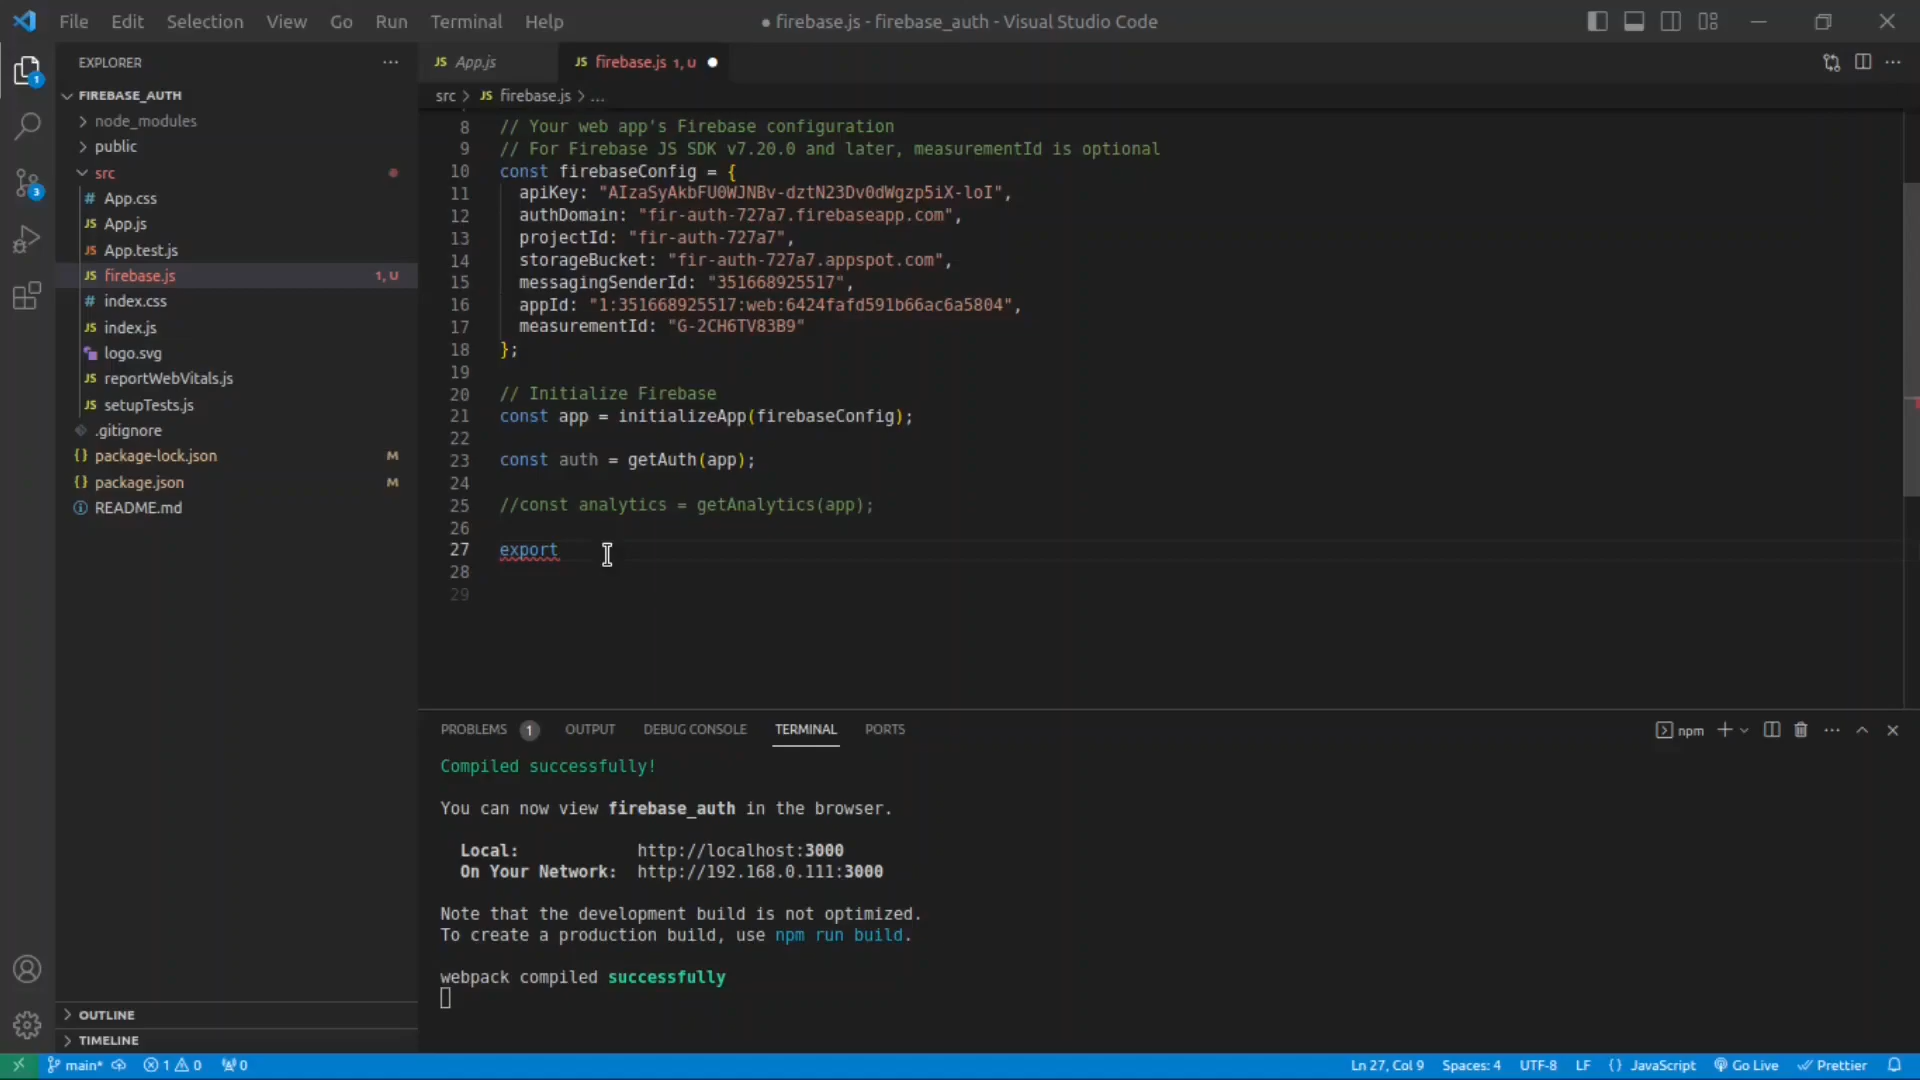 File Edit Selection View Go Run Terminal Help
● firebase.js - firebase_auth - Visual Studio Code
EXPLORER
FIREBASE_AUTH
node_modules
public
src
# App.css
JS App.js
JS App.test.js
JS firebase.js 1, U
# index.css
JS index.js
logo.svg
JS reportWebVitals.js
JS setupTests.js
.gitignore
{} package-lock.json M
{} package.json M
README.md
OUTLINE
TIMELINE
1
3
JS App.js JS firebase.js 1, U ●
src > JS firebase.js > ...
8 // Your web app's Firebase configuration
9 // For Firebase JS SDK v7.20.0 and later, measurementId is optional
10 const firebaseConfig = {
11 apiKey: "AIzaSyAkbFU0WJNBv-dztN23Dv0dWgzp5iX-loI",
12 authDomain: "fir-auth-727a7.firebaseapp.com",
13 projectId: "fir-auth-727a7",
14 storageBucket: "fir-auth-727a7.appspot.com",
15 messagingSenderId: "351668925517",
16 appId: "1:351668925517:web:6424fafd591b66ac6a5804",
17 measurementId: "G-2CH6TV83B9"
18 };
19
20 // Initialize Firebase
21 const app = initializeApp(firebaseConfig);
22
23 const auth = getAuth(app);
24
25 //const analytics = getAnalytics(app);
26
27 export
28
29
PROBLEMS 1 OUTPUT DEBUG CONSOLE TERMINAL PORTS
npm
Compiled successfully!
You can now view firebase_auth in the browser.
Local: http://localhost:3000
On Your Network: http://192.168.0.111:3000
Note that the development build is not optimized.
To create a production build, use npm run build.
webpack compiled successfully
main* 1 0 0
Ln 27, Col 9 Spaces: 4 UTF-8 LF {} JavaScript Go Live Prettier